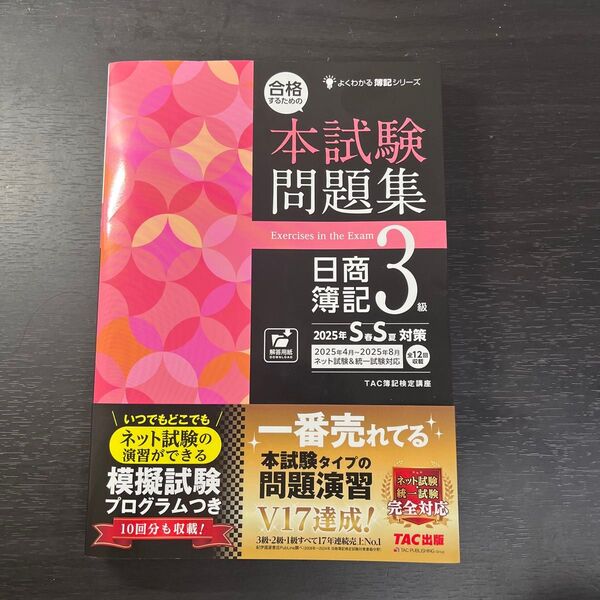 よくわかる簿記シリーズ
合格
するための
本試験
問題集
Exercises in the Exam
日商
簿記
3級
2025年 SS 対策
春夏
2025年4月~2025年8月
ネット試験&統一試験対応
全12回
収載
解答用紙
DOWNLOAD
TAC簿記検定講座
いつでもどこでも
ネット試験の
演習ができる
模擬試験
プログラムつき
10回分も収載!
一番売れてる
本試験タイプの
問題演習
V.17達成!
3級・2級・1級すべて17年連続売上No.1
ネット試験
統一試験
完全対応
TAC出版
TAC PUBLISHING Group